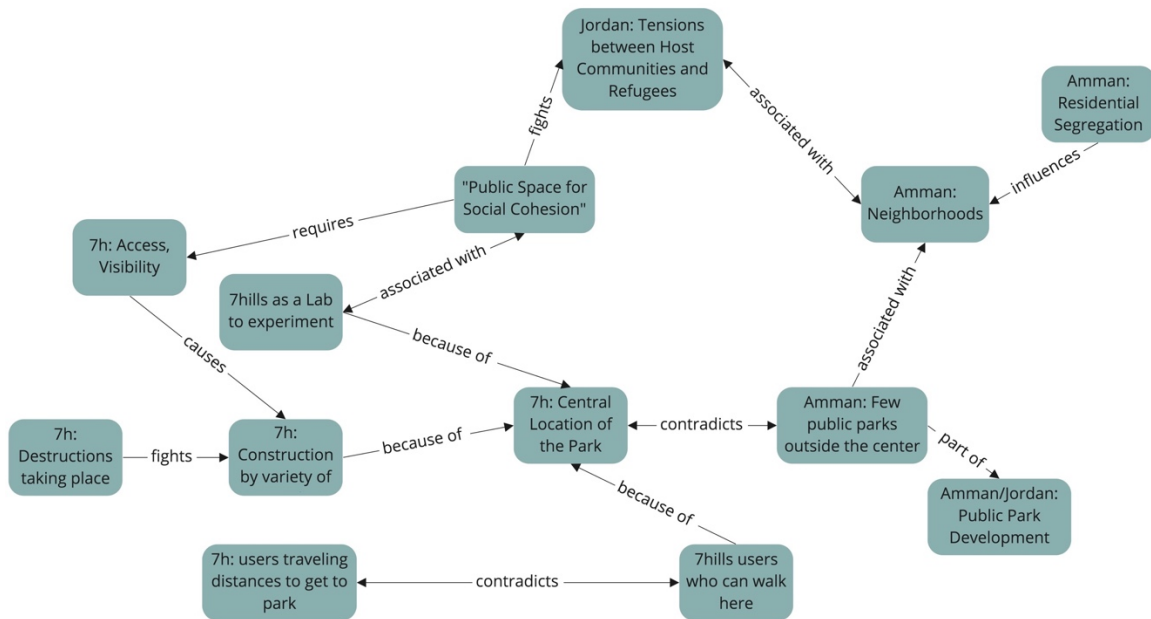 Jordan: Tensions
between Host
Communities and
Refugees
Amman:
Residential
Segregation
fights
associated with
influences
"Public Space for
Social Cohesion"
Amman:
Neighborhoods
requires
7h: Access,
Visibility
associated with
7hills as a Lab
to experiment
associated with
causes
because of
7h: Central
Location of
the Park
contradicts
Amman: Few
public parks
outside the center
7h:
Destructions
taking place
fights
7h:
Construction
by variety of
because of
part of
Amman/Jordan:
Public Park
Development
because of
7h: users traveling
distances to get to
park
contradicts
7hills users
who can walk
here